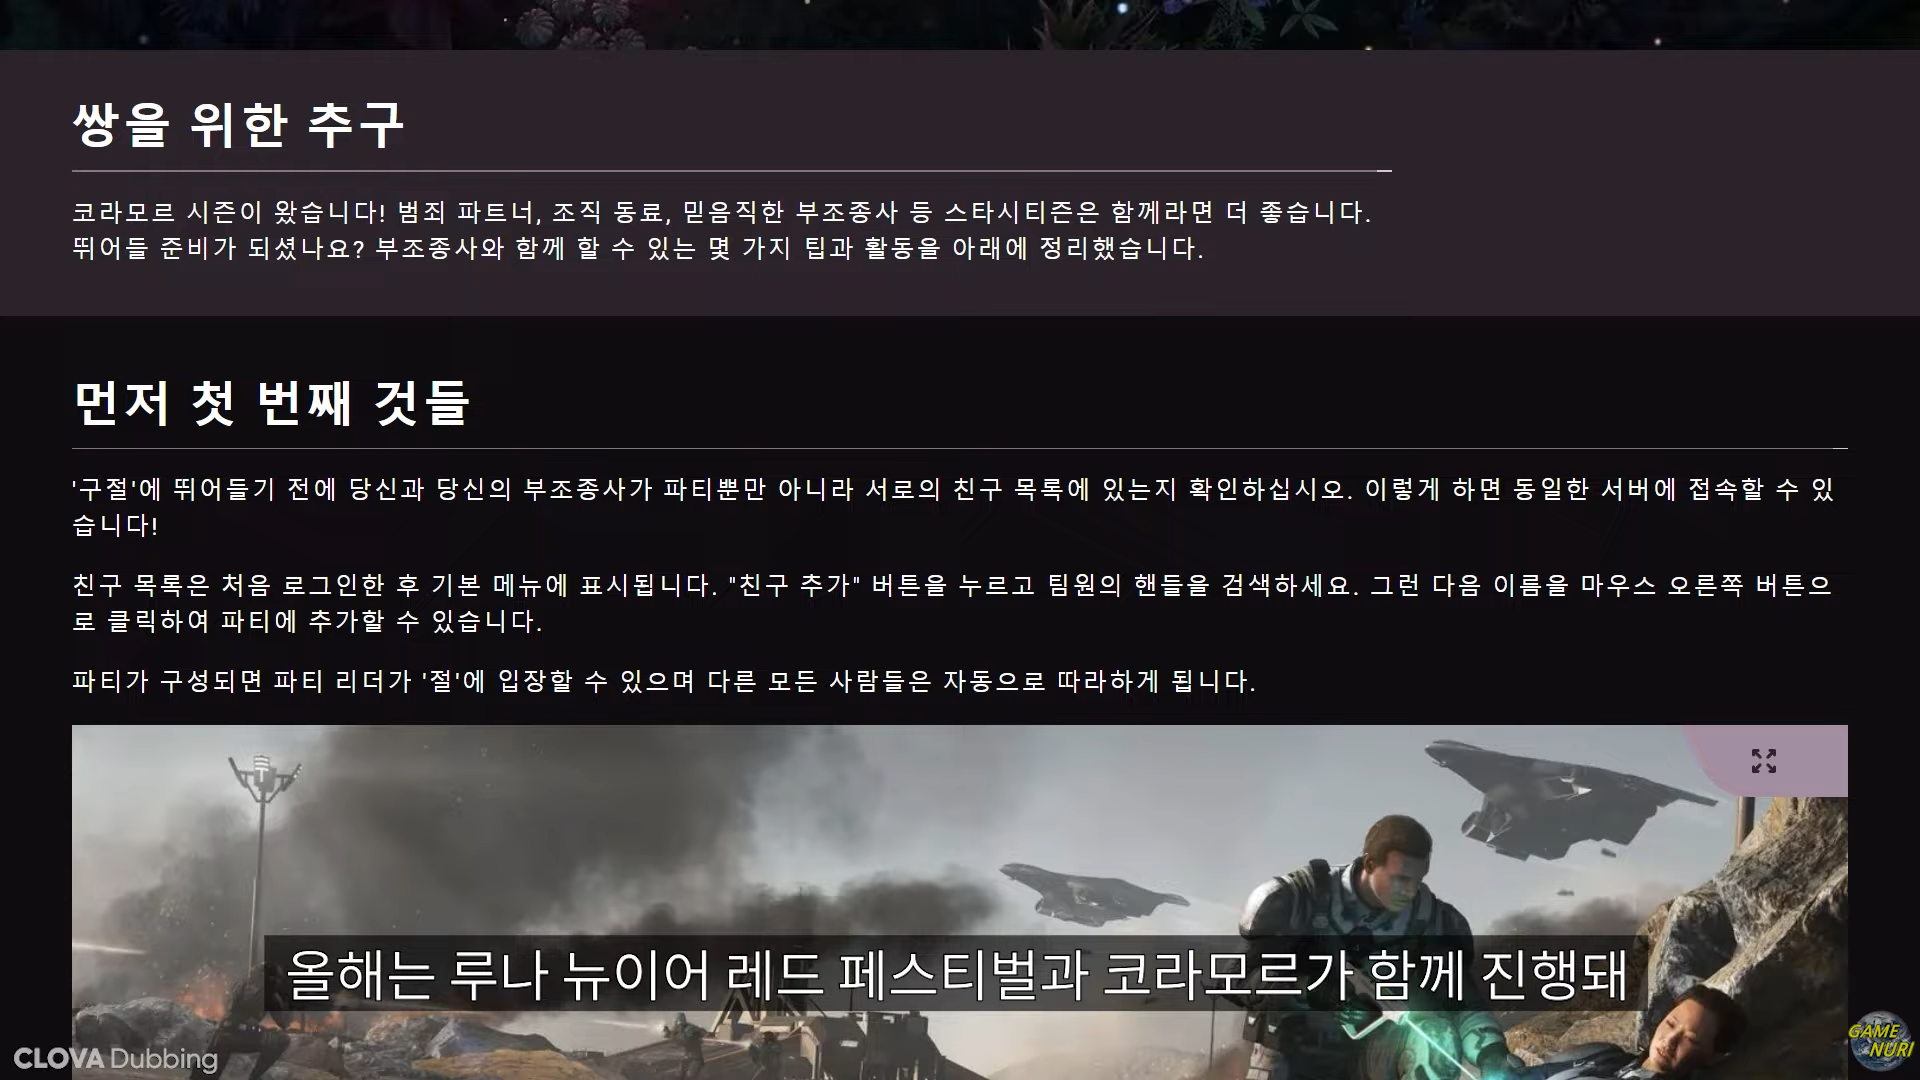 쌍을 위한 추구
코라모르 시즌이 왔습니다! 범죄 파트너, 조직 동료, 믿음직한 부조종사 등 스타시티즌은 함께라면 더 좋습니다.
뛰어들 준비가 되셨나요? 부조종사와 함께 할 수 있는 몇 가지 팁과 활동을 아래에 정리했습니다.
먼저 첫 번째 것들
'구절'에 뛰어들기 전에 당신과 당신의 부조종사가 파티뿐만 아니라 서로의 친구 목록에 있는지 확인하십시오. 이렇게 하면 동일한 서버에 접속할 수 있
습니다!
친구 목록은 처음 로그인한 후 기본 메뉴에 표시됩니다. "친구 추가" 버튼을 누르고 팀원의 핸들을 검색하세요. 그런 다음 이름을 마우스 오른쪽 버튼으
로 클릭하여 파티에 추가할 수 있습니다.
파티가 구성되면 파티 리더가 '절'에 입장할 수 있으며 다른 모든 사람들은 자동으로 따라하게 됩니다.
올해는 루나 뉴이어 레드 페스티벌과 코라모르가 함께 진행돼
CLOVA Dubbing
GAME
NURI